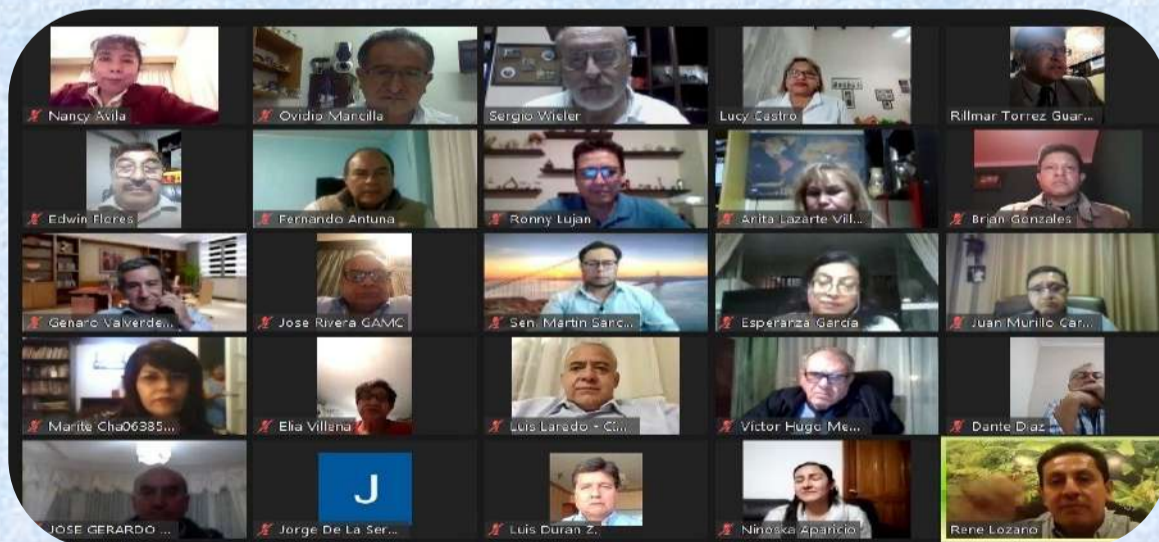 Nancy Avila
Ovidio Mancilla
Sergio Wieler
Lucy Castro
Rillmar Torrez Guar...
Edwin Flores
Fernando Antuna
Ronny Lujan
Anita Lazarte Vill...
Brian Gonzales
Genaro Valverde...
Jose Rivera GAMC
Sen. Martin Sanc...
Esperanza Garcia
Juan Murillo Car...
Marite Cha06385...
Elia Villena
Luis Laredo - CI...
Victor Hugo Me...
Dante Diaz
JOSE GERARDO ...
J
Jorge De La Ser...
Luis Duran Z.
Ninoska Aparicio
Rene Lozano